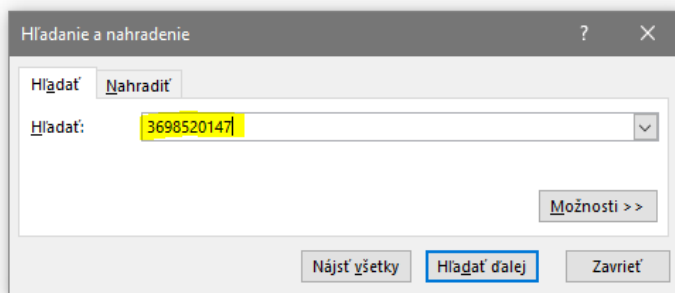 Hľadanie a nahradenie ? ×
Hľadať Nahradiť
Hľadať: 3698520147
Možnosti >>
Nájsť všetky Hľadať ďalej Zavrieť